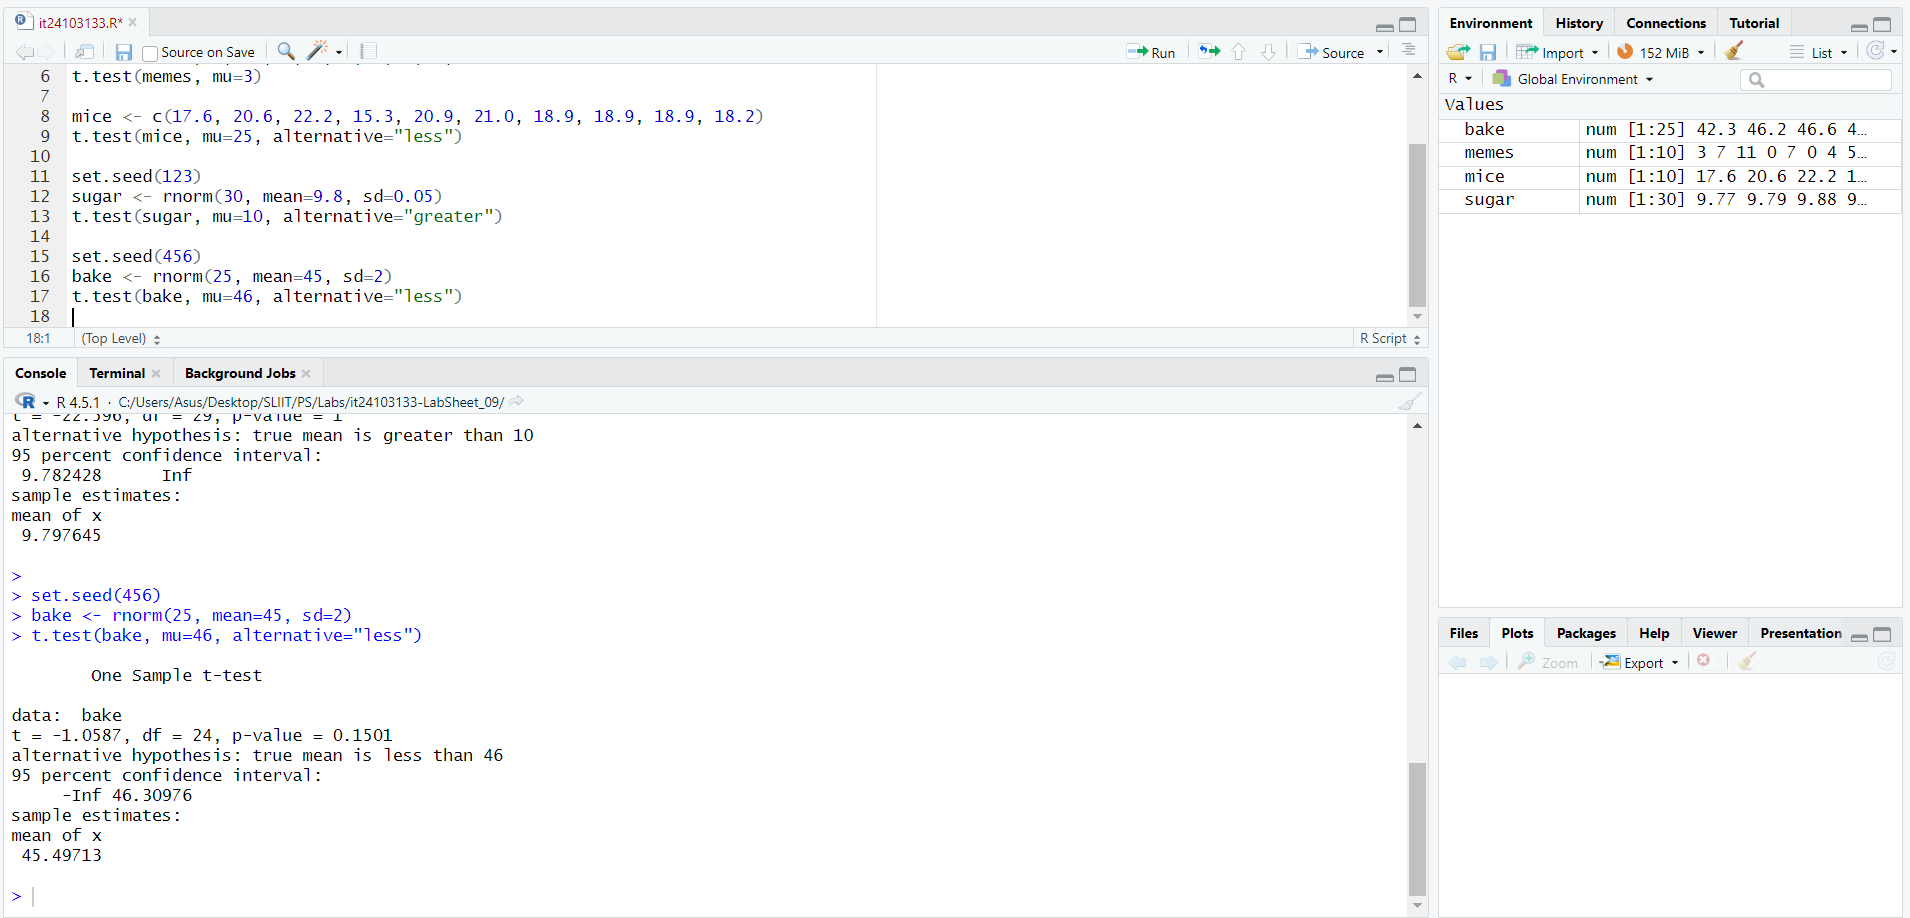 it24103133.R*
Source on Save
Run
Source
6 t.test(memes, mu=3)
7
8 mice <- c(17.6, 20.6, 22.2, 15.3, 20.9, 21.0, 18.9, 18.9, 18.9, 18.2)
9 t.test(mice, mu=25, alternative="less")
10
11 set.seed(123)
12 sugar <- rnorm(30, mean=9.8, sd=0.05)
13 t.test(sugar, mu=10, alternative="greater")
14
15 set.seed(456)
16 bake <- rnorm(25, mean=45, sd=2)
17 t.test(bake, mu=46, alternative="less")
18
18:1 (Top Level) R Script
Console Terminal Background Jobs
R 4.5.1 · C:/Users/Asus/Desktop/SLIIT/PS/Labs/it24103133-LabSheet_09/
t = -22.596, df = 29, p-value = 1
alternative hypothesis: true mean is greater than 10
95 percent confidence interval:
9.782428 Inf
sample estimates:
mean of x
9.797645
>
> set.seed(456)
> bake <- rnorm(25, mean=45, sd=2)
> t.test(bake, mu=46, alternative="less")
One Sample t-test
data: bake
t = -1.0587, df = 24, p-value = 0.1501
alternative hypothesis: true mean is less than 46
95 percent confidence interval:
-Inf 46.30976
sample estimates:
mean of x
45.49713
>
Environment History Connections Tutorial
Import 152 MiB List
R Global Environment
Values
bake num [1:25] 42.3 46.2 46.6 4…
memes num [1:10] 3 7 11 0 7 0 4 5…
mice num [1:10] 17.6 20.6 22.2 1…
sugar num [1:30] 9.77 9.79 9.88 9…
Files Plots Packages Help Viewer Presentation
Zoom Export